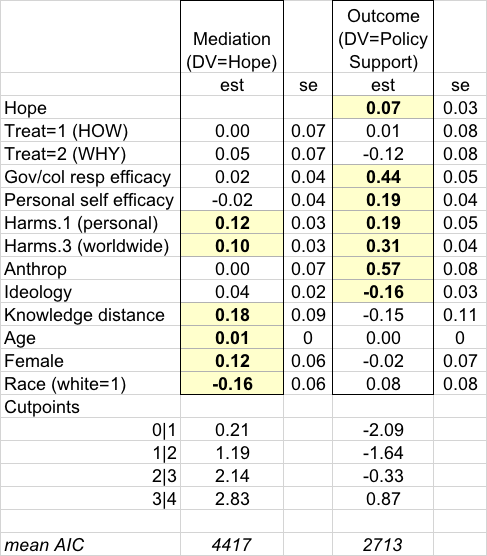 Outcome
Mediation (DV=Policy
(DV=Hope) Support)
est se est se
Hope 0.07 0.03
Treat=1 (HOW) 0.00 0.07 0.01 0.08
Treat=2 (WHY) 0.05 0.07 -0.12 0.08
Gov/col resp efficacy 0.02 0.04 0.44 0.05
Personal self efficacy -0.02 0.04 0.19 0.04
Harms.1 (personal) 0.12 0.03 0.19 0.05
Harms.3 (worldwide) 0.10 0.03 0.31 0.04
Anthrop 0.00 0.07 0.57 0.08
Ideology 0.04 0.02 -0.16 0.03
Knowledge distance 0.18 0.09 -0.15 0.11
Age 0.01 0 0.00 0
Female 0.12 0.06 -0.02 0.07
Race (white=1) -0.16 0.06 0.08 0.08
Cutpoints
0|1 0.21 -2.09
1|2 1.19 -1.64
2|3 2.14 -0.33
3|4 2.83 0.87
mean AIC 4417 2713